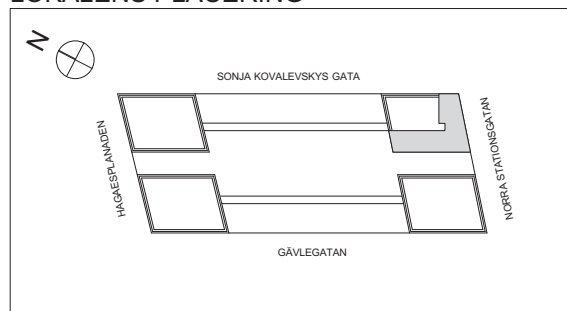 N
SONJA KOVALEVSKYS GATA
HAGAESPLANADEN
NORRA STATIONSGATAN
GÄVLEGATAN